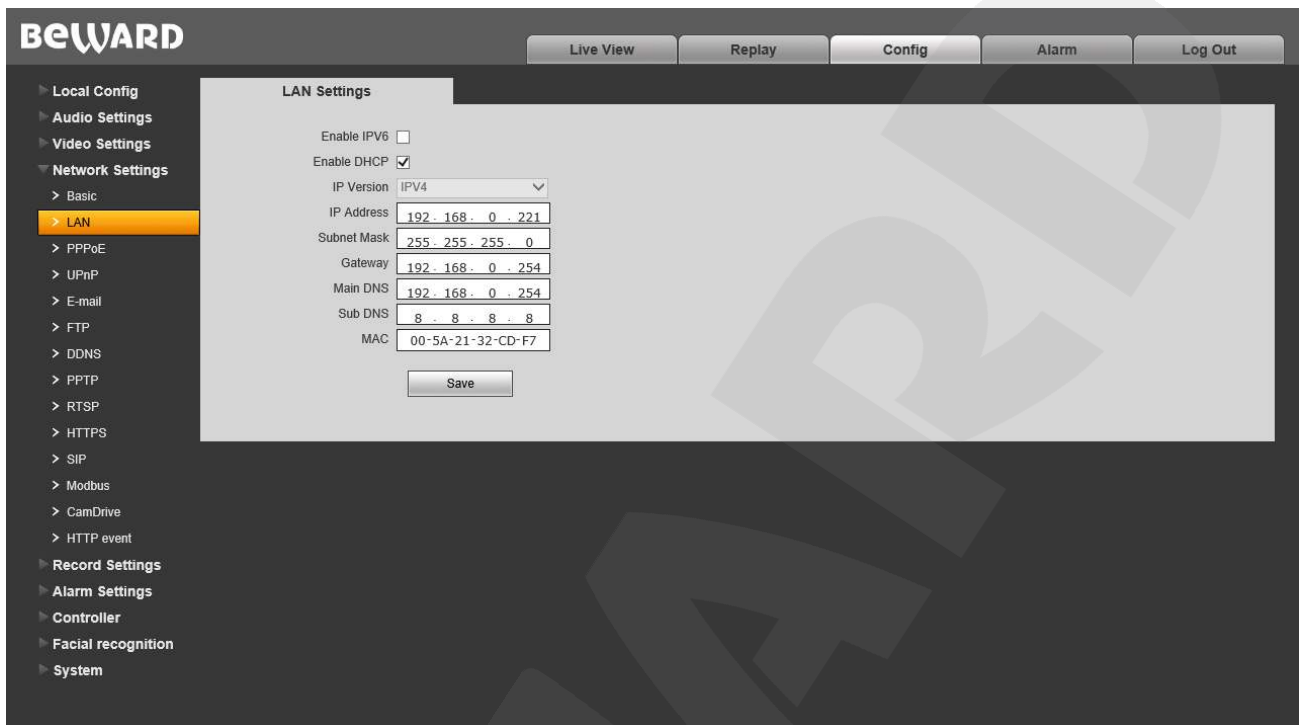 BEWARD
Live View Replay Config Alarm Log Out
Local Config
Audio Settings
Video Settings
Network Settings
> Basic
> LAN
> PPPoE
> UPnP
> E-mail
> FTP
> DDNS
> PPTP
> RTSP
> HTTPS
> SIP
> Modbus
> CamDrive
> HTTP event
Record Settings
Alarm Settings
Controller
Facial recognition
System
LAN Settings
Enable IPV6
Enable DHCP
IP Version IPV4
IP Address 192 . 168 . 0 . 221
Subnet Mask 255 . 255 . 255 . 0
Gateway 192 . 168 . 0 . 254
Main DNS 192 . 168 . 0 . 254
Sub DNS 8 . 8 . 8 . 8
MAC 00-5A-21-32-CD-F7
Save